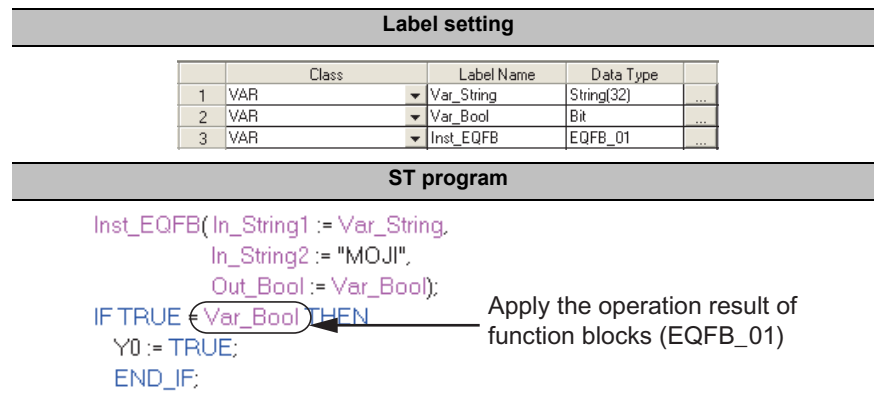 Label setting
Class Label Name Data Type
1 VAR Var_String String(32) ...
2 VAR Var_Bool Bit ...
3 VAR Inst_EQFB EQFB_01 ...
ST program
Inst_EQFB( In_String1 := Var_String,
In_String2 := "MOJI",
Out_Bool := Var_Bool);
IF TRUE = Var_Bool THEN
Y0 := TRUE;
END_IF;
Apply the operation result of
function blocks (EQFB_01)